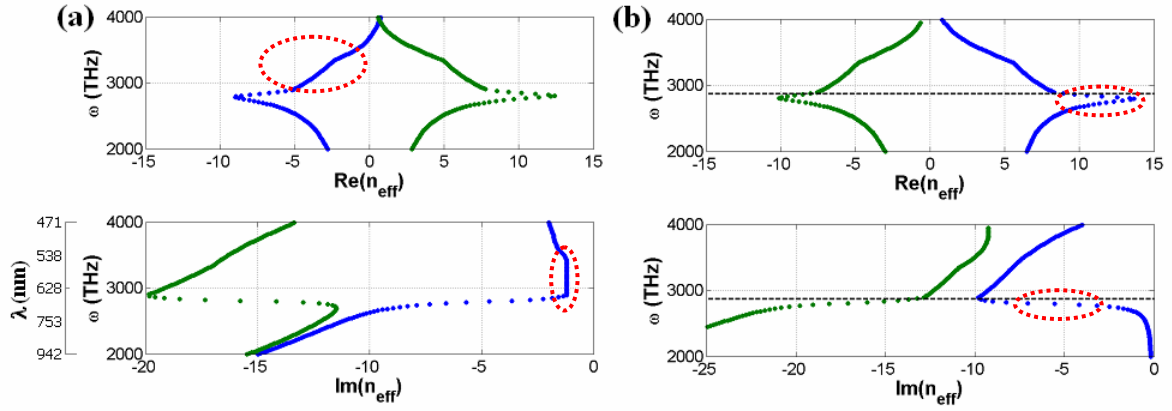 (a)
4000
3000
2000
ω (THz)
-15 -10 -5 0 5 10 15
Re(n_eff)
(b)
4000
3000
2000
ω (THz)
-15 -10 -5 0 5 10 15
Re(n_eff)
λ (nm)
471
538
628
753
942
4000
3000
2000
ω (THz)
-20 -15 -10 -5 0
Im(n_eff)
4000
3000
2000
ω (THz)
-25 -20 -15 -10 -5 0
Im(n_eff)